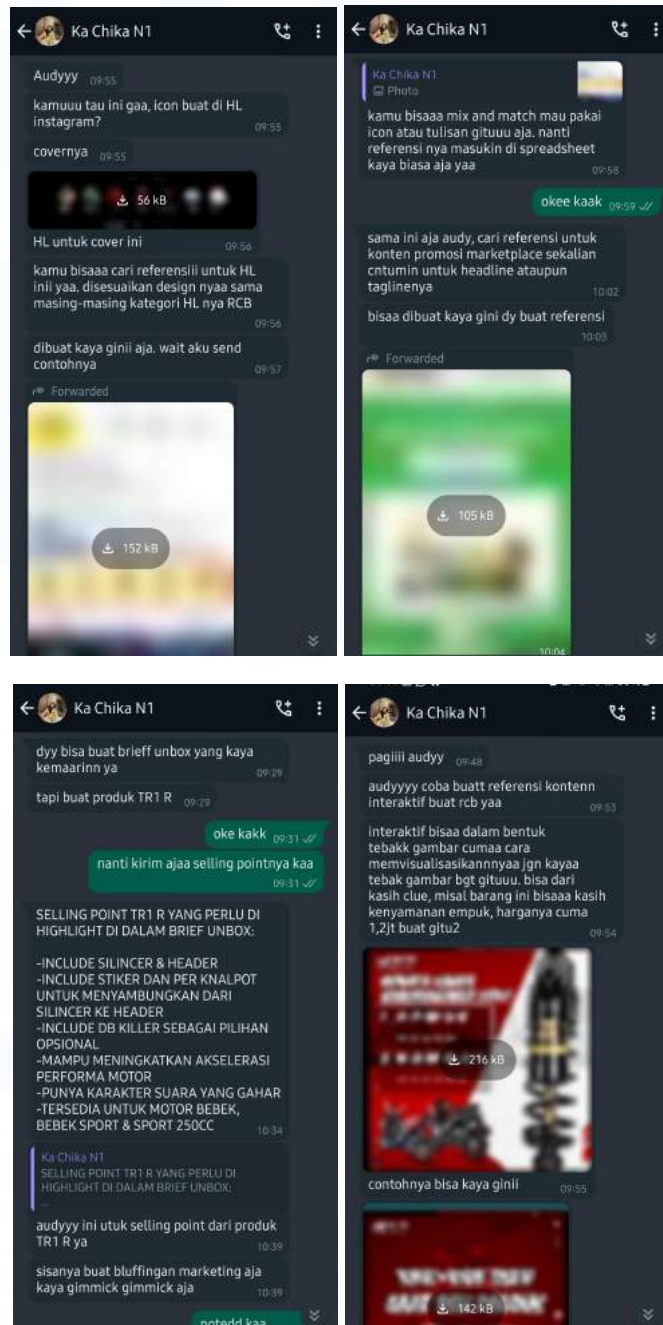 Ka Chika N1
Audyyy 09:55
kamuuu tau ini gaa, icon buat di HL
instagram? 09:55
covernya 09:55
56 kB
HL untuk cover ini 09:56
kamu bisaaa cari referensiii untuk HL
inii yaa. disesuaikan design nyaa sama
masing-masing kategori HL nya RCB
09:56
dibuat kaya ginii aja. wait aku send
contohnya 09:57
Forwarded
152 kB
Ka Chika N1
Ka Chika N1
Photo
kamu bisaaa mix and match mau pakai
icon atau tulisan gituuu aja. nanti
referensi nya masukin di spreadsheet
kaya biasa aja yaa 09:58
okee kaak 09:59
sama ini aja audy, cari referensi untuk
konten promosi marketplace sekalian
cntumin untuk headline ataupun
taglinenya 10:02
bisaa dibuat kaya gini dy buat referensi
10:03
Forwarded
105 kB
10:04
Ka Chika N1
dyy bisa buat brieff unbox yang kaya
kemaarinn ya 09:29
tapi buat produk TR1 R 09:29
oke kakk 09:31
nanti kirim ajaa selling pointnya kaa
09:31
SELLING POINT TR1 R YANG PERLU DI
HIGHLIGHT DI DALAM BRIEF UNBOX:
-INCLUDE SILINCER & HEADER
-INCLUDE STIKER DAN PER KNALPOT
UNTUK MENYAMBUNGKAN DARI
SILINCER KE HEADER
-INCLUDE DB KILLER SEBAGAI PILIHAN
OPSIONAL
-MAMPU MENINGKATKAN AKSELERASI
PERFORMA MOTOR
-PUNYA KARAKTER SUARA YANG GAHAR
-TERSEDIA UNTUK MOTOR BEBEK,
BEBEK SPORT & SPORT 250CC 10:34
Ka Chika N1
SELLING POINT TR1 R YANG PERLU DI
HIGHLIGHT DI DALAM BRIEF UNBOX:
...
audyyy ini utuk selling point dari produk
TR1 R ya 10:39
sisanya buat bluffingan marketing aja
kaya gimmick gimmick aja 10:39
notedd kaa
Ka Chika N1
pagiiii audyy 09:48
audyyyy coba buatt referensi kontenn
interaktif buat rcb yaa 09:53
interaktif bisaa dalam bentuk
tebakk gambar cumaa cara
memvisualisasikannnyaa jgn kayaa
tebak gambar bgt gituuu. bisa dari
kasih clue, misal barang ini bisaaa kasih
kenyamanan empuk, harganya cuma
1,2jt buat gitu2 09:54
216 kB
contohnya bisa kaya ginii 09:55
142 kB